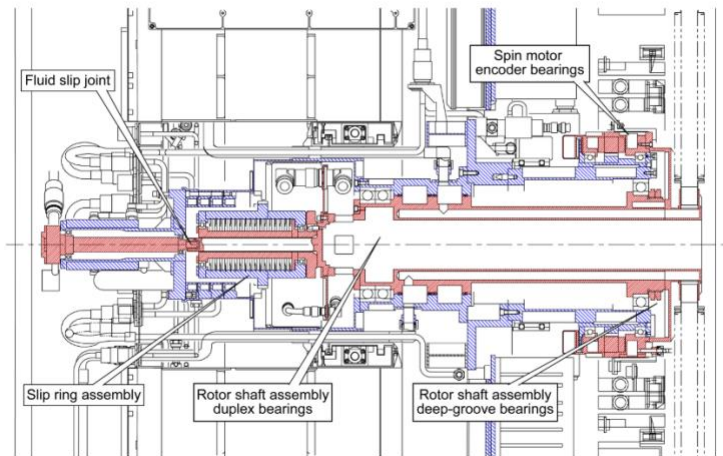 Fluid slip joint
Spin motor
encoder bearings
Slip ring assembly
Rotor shaft assembly
duplex bearings
Rotor shaft assembly
deep-groove bearings